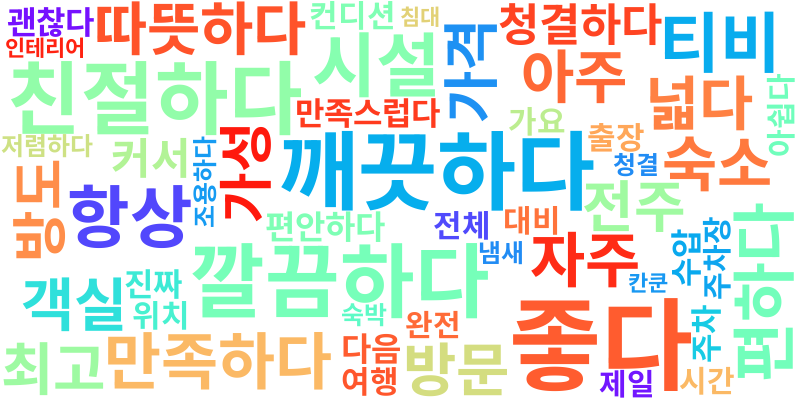 괜찮다
따뜻하다
컨디션
침대
청결하다
티비
인테리어
친절하다
시설
가격
아주
넓다
아쉽다
만족스럽다
가요
출장
저렴하다
커서
조용하다
가성
깨끗하다
청결
숙소
방도
항상
편안하다
전체
대비
전주
냄새
자주
칸쿤
수압
주차장
편하다
객실
진짜
위치
깔끔하다
숙박
완전
좋다
주차
최고
만족하다
다음
여행
방문
제일
시간